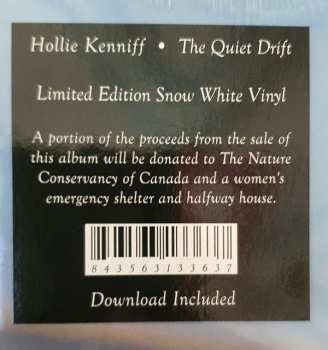 Hollie Kenniff • The Quiet Drift
Limited Edition Snow White Vinyl
A portion of the proceeds from the sale of
this album will be donated to The Nature
Conservancy of Canada and a women's
emergency shelter and halfway house.
843563133637
Download Included